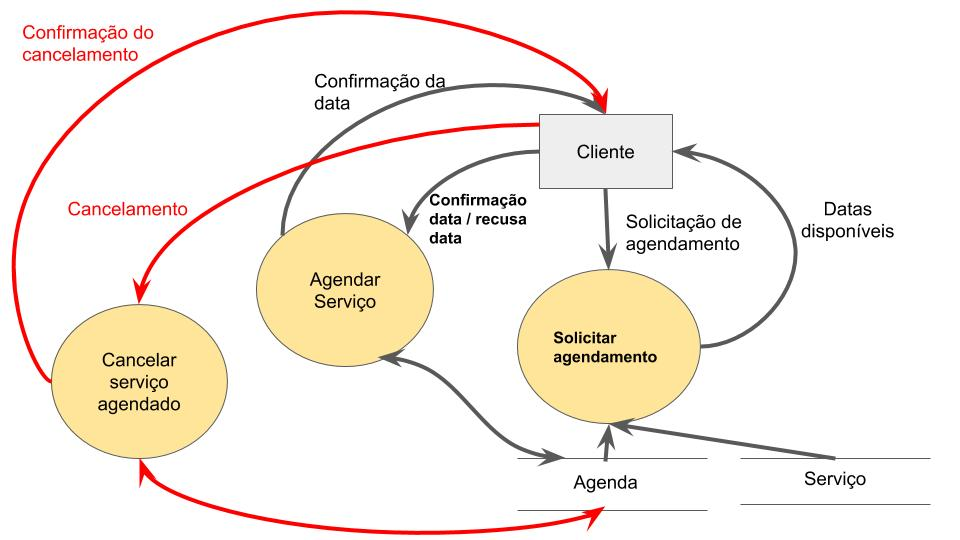 Confirmação do
cancelamento
Confirmação da
data
Cliente
Cancelamento
Confirmação
data / recusa
data
Solicitação de
agendamento
Datas
disponíveis
Agendar
Serviço
Solicitar
agendamento
Cancelar
serviço
agendado
Agenda
Serviço